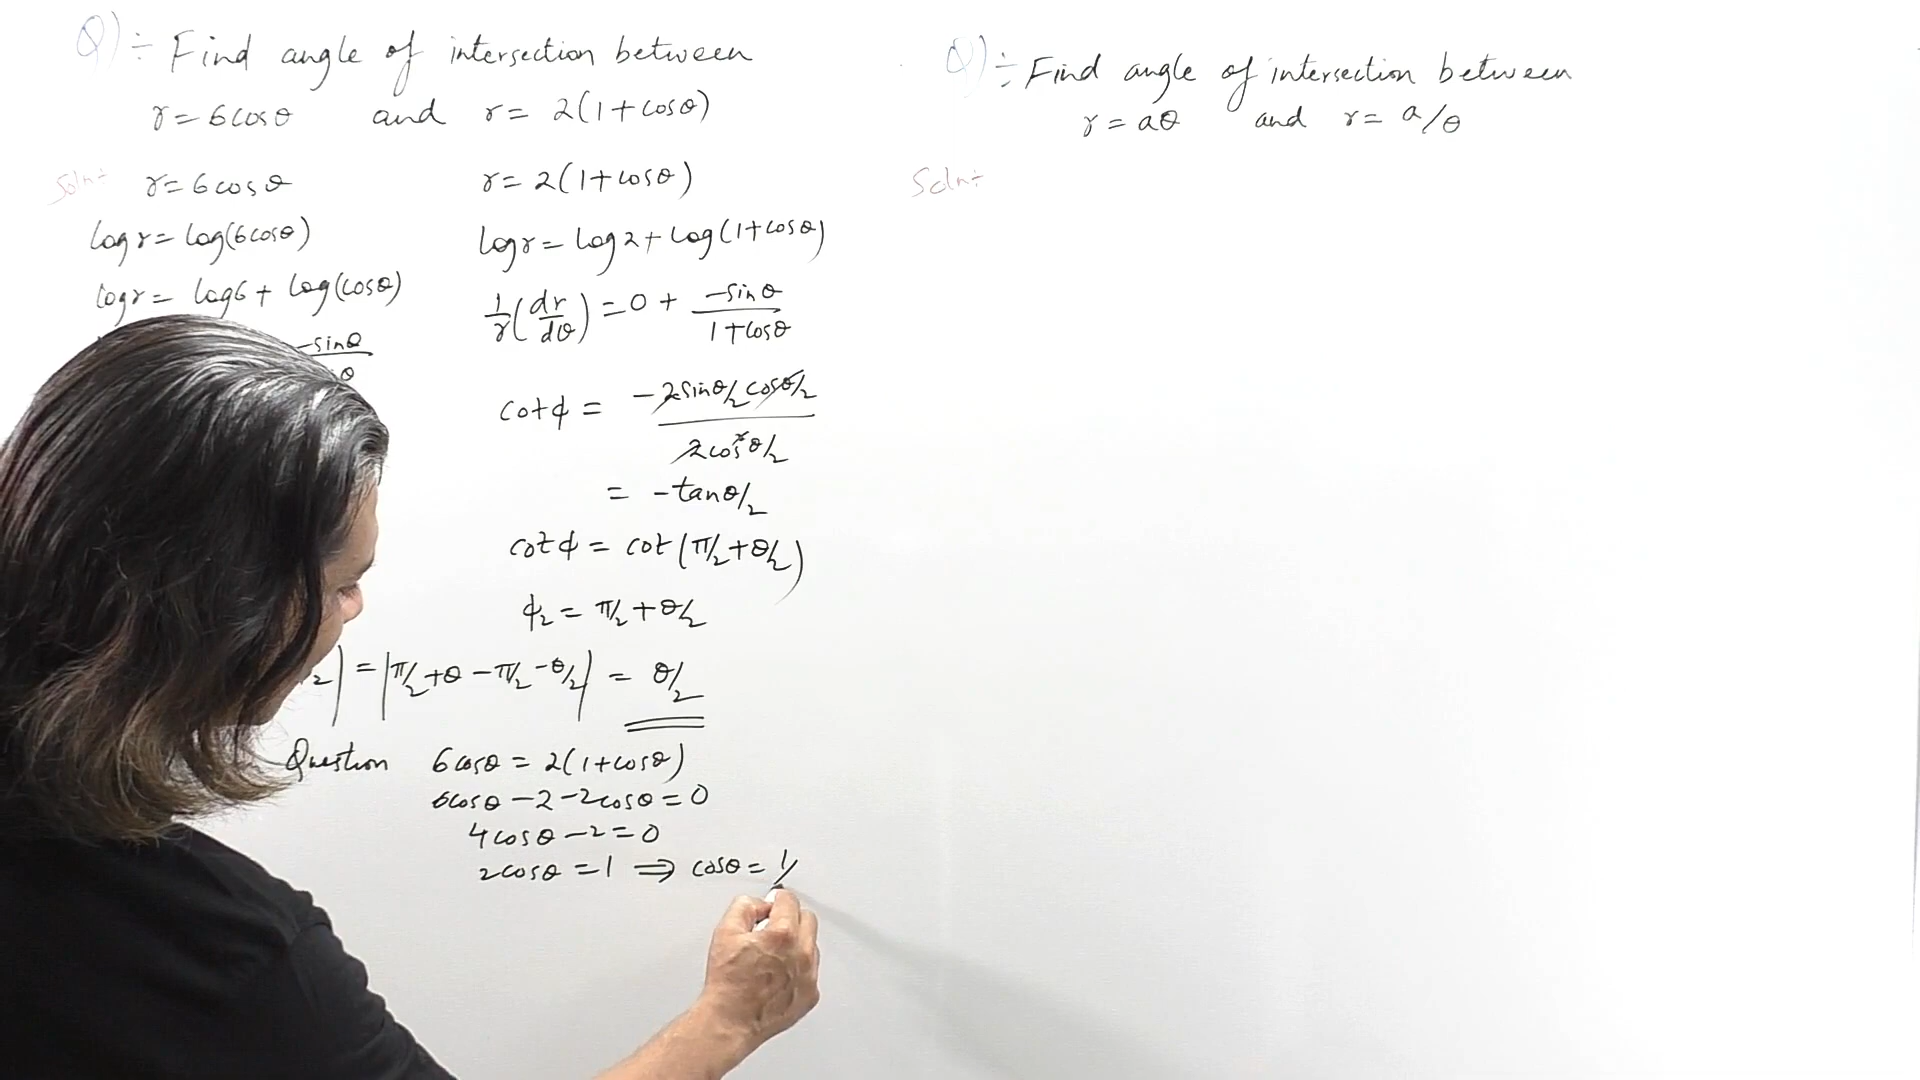 Q) ÷ Find angle of intersection between
r = 6cosθ and r = 2(1+cosθ)
Soln÷ r = 6cosθ
log r = log(6cosθ)
log r = log6 + log(cosθ)
-sinθ
θ
r = 2(1+cosθ)
log r = log2 + log(1+cosθ)
1/r (dr/dθ) = 0 + -sinθ/1+cosθ
cotϕ = -2sinθ/2 cosθ/2 / 2cos²θ/2
= -tanθ/2
cotϕ = cot(π/2+θ/2)
ϕ₂ = π/2+θ/2
₂| = |π/2+θ-π/2-θ/2| = θ/2
Question 6cosθ = 2(1+cosθ)
6cosθ-2-2cosθ = 0
4cosθ-2 = 0
2cosθ = 1 ⇒ cosθ = 1/
Q) ÷ Find angle of intersection between
r = aθ and r = a/θ
Soln÷